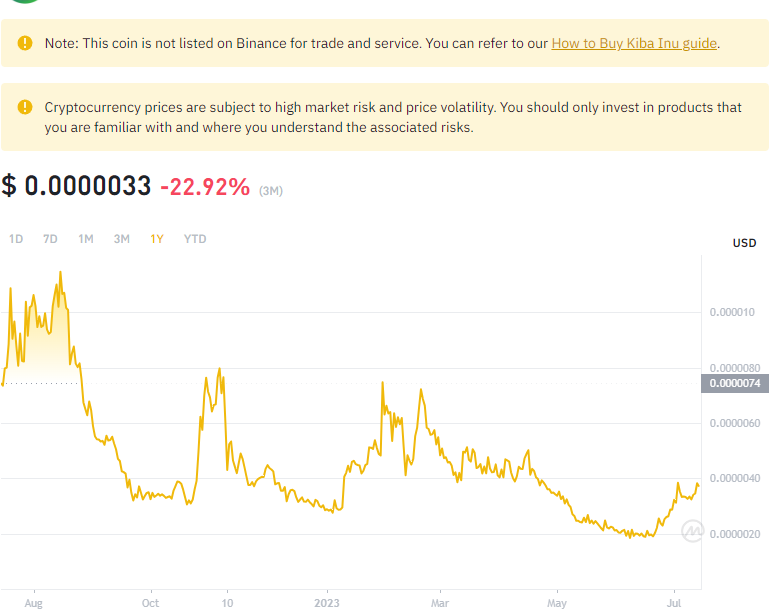 Note: This coin is not listed on Binance for trade and service. You can refer to our How to Buy Kiba Inu guide.
Cryptocurrency prices are subject to high market risk and price volatility. You should only invest in products that
you are familiar with and where you understand the associated risks.
$ 0.0000033 -22.92% (3M)
1D 7D 1M 3M 1Y YTD
USD
0.000010
0.0000080
0.0000074
0.0000060
0.0000040
0.0000020
Aug Oct 10 2023 Mar May Jul